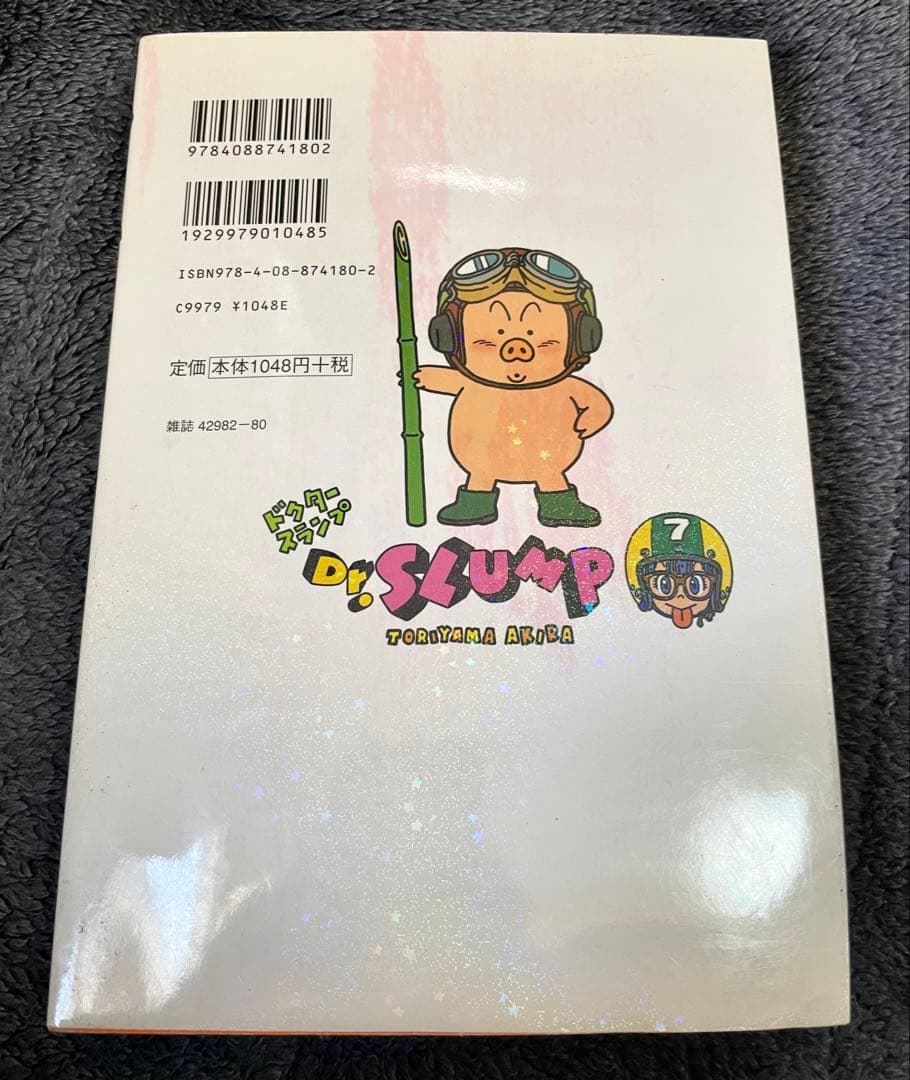 9784088741802
1929979010485
ISBN978-4-08-874180-2
C9979 ¥1048E
定価 本体1048円+税
雑誌 42982-80
ドクター
スランプ
Dr. SLUMP
7
TORIYAMA AKIRA